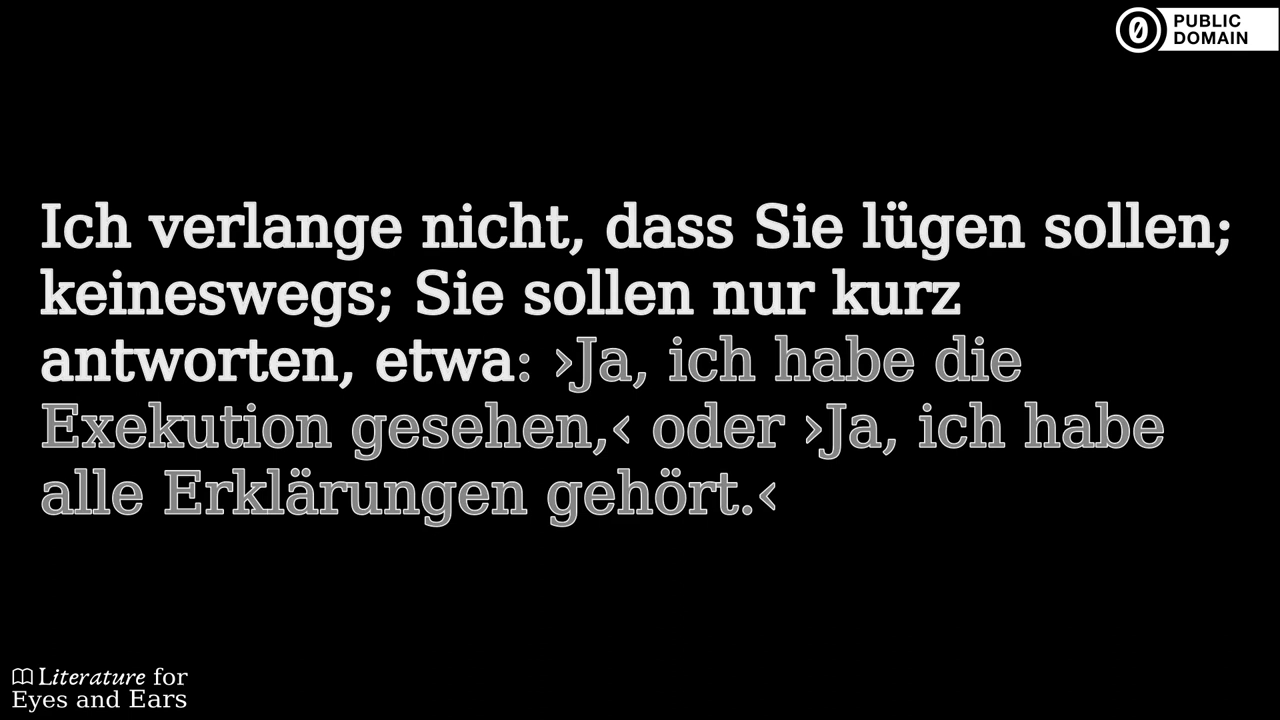 PUBLIC
DOMAIN
Ich verlange nicht, dass Sie lügen sollen;
keineswegs; Sie sollen nur kurz
antworten, etwa: ›Ja, ich habe die
Exekution gesehen,‹ oder ›Ja, ich habe
alle Erklärungen gehört.‹
Literature for
Eyes and Ears